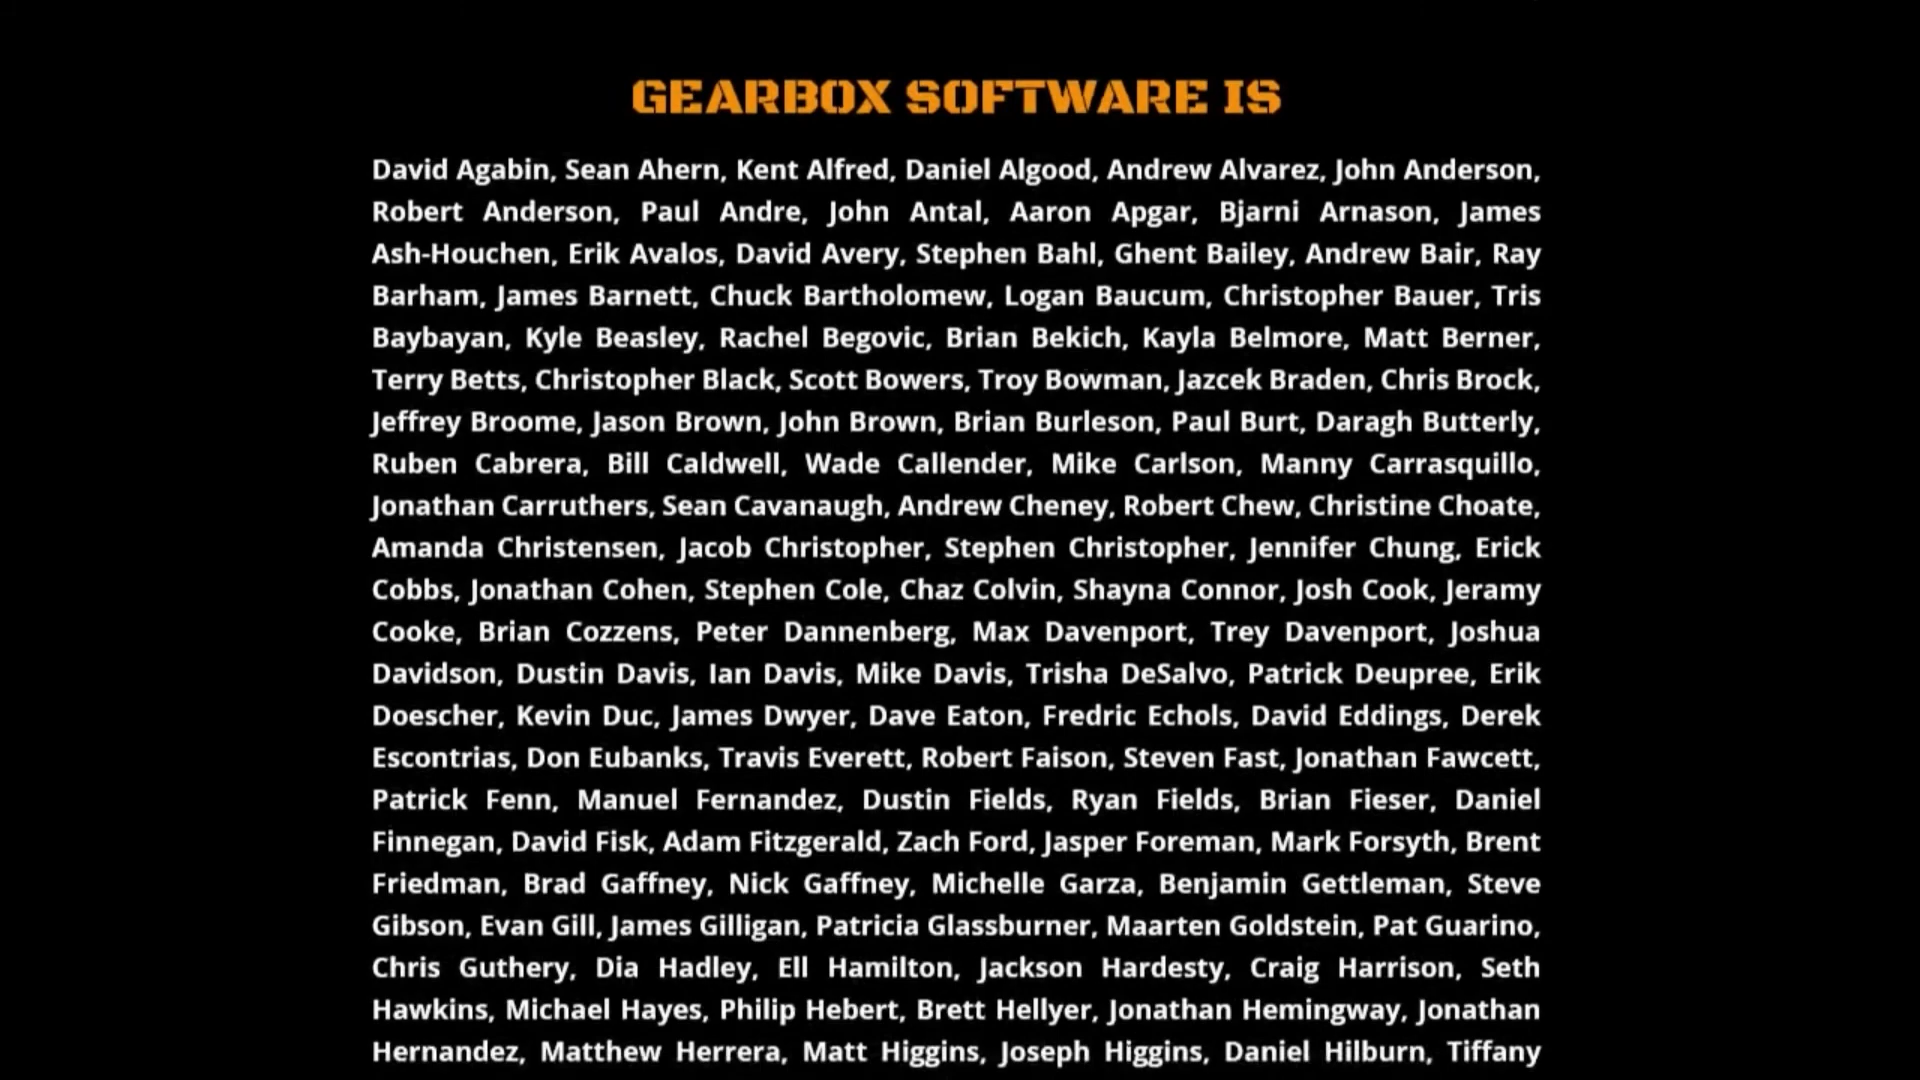 GEARBOX SOFTWARE IS
David Agabin, Sean Ahern, Kent Alfred, Daniel Algood, Andrew Alvarez, John Anderson,
Robert Anderson, Paul Andre, John Antal, Aaron Apgar, Bjarni Arnason, James
Ash-Houchen, Erik Avalos, David Avery, Stephen Bahl, Ghent Bailey, Andrew Bair, Ray
Barham, James Barnett, Chuck Bartholomew, Logan Baucum, Christopher Bauer, Tris
Baybayan, Kyle Beasley, Rachel Begovic, Brian Bekich, Kayla Belmore, Matt Berner,
Terry Betts, Christopher Black, Scott Bowers, Troy Bowman, Jazcek Braden, Chris Brock,
Jeffrey Broome, Jason Brown, John Brown, Brian Burleson, Paul Burt, Daragh Butterly,
Ruben Cabrera, Bill Caldwell, Wade Callender, Mike Carlson, Manny Carrasquillo,
Jonathan Carruthers, Sean Cavanaugh, Andrew Cheney, Robert Chew, Christine Choate,
Amanda Christensen, Jacob Christopher, Stephen Christopher, Jennifer Chung, Erick
Cobbs, Jonathan Cohen, Stephen Cole, Chaz Colvin, Shayna Connor, Josh Cook, Jeramy
Cooke, Brian Cozzens, Peter Dannenberg, Max Davenport, Trey Davenport, Joshua
Davidson, Dustin Davis, Ian Davis, Mike Davis, Trisha DeSalvo, Patrick Deupree, Erik
Doescher, Kevin Duc, James Dwyer, Dave Eaton, Fredric Echols, David Eddings, Derek
Escontrias, Don Eubanks, Travis Everett, Robert Faison, Steven Fast, Jonathan Fawcett,
Patrick Fenn, Manuel Fernandez, Dustin Fields, Ryan Fields, Brian Fieser, Daniel
Finnegan, David Fisk, Adam Fitzgerald, Zach Ford, Jasper Foreman, Mark Forsyth, Brent
Friedman, Brad Gaffney, Nick Gaffney, Michelle Garza, Benjamin Gettleman, Steve
Gibson, Evan Gill, James Gilligan, Patricia Glassburner, Maarten Goldstein, Pat Guarino,
Chris Guthery, Dia Hadley, Ell Hamilton, Jackson Hardesty, Craig Harrison, Seth
Hawkins, Michael Hayes, Philip Hebert, Brett Hellyer, Jonathan Hemingway, Jonathan
Hernandez, Matthew Herrera, Matt Higgins, Joseph Higgins, Daniel Hilburn, Tiffany